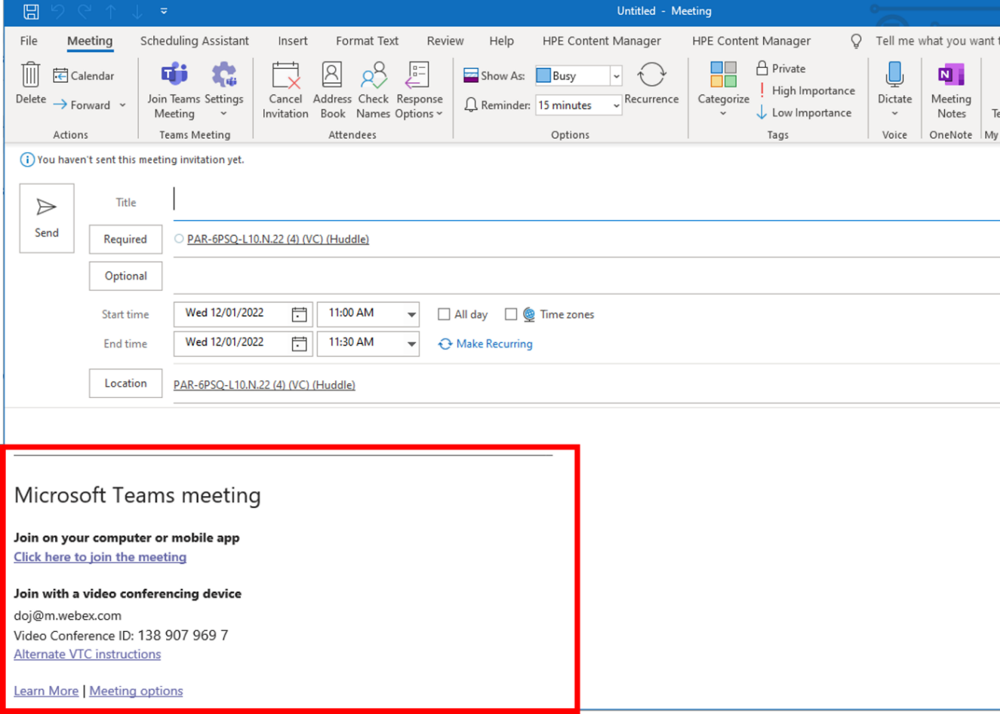 Untitled - Meeting
File Meeting Scheduling Assistant Insert Format Text Review Help HPE Content Manager HPE Content Manager Tell me what you want
Delete
Calendar
Forward
Actions
Join Teams Meeting
Settings
Teams Meeting
Cancel Invitation
Address Book
Check Names
Response Options
Attendees
Show As: Busy
Reminder: 15 minutes
Recurrence
Options
Categorize
Private
High Importance
Low Importance
Tags
Dictate
Voice
Meeting Notes
OneNote
My
You haven't sent this meeting invitation yet.
Send
Title
Required PAR-6PSQ-L10.N.22 (4) (VC) (Huddle)
Optional
Start time Wed 12/01/2022 11:00 AM All day Time zones
End time Wed 12/01/2022 11:30 AM Make Recurring
Location PAR-6PSQ-L10.N.22 (4) (VC) (Huddle)
Microsoft Teams meeting
Join on your computer or mobile app
Click here to join the meeting
Join with a video conferencing device
doj@m.webex.com
Video Conference ID: 138 907 969 7
Alternate VTC instructions
Learn More | Meeting options